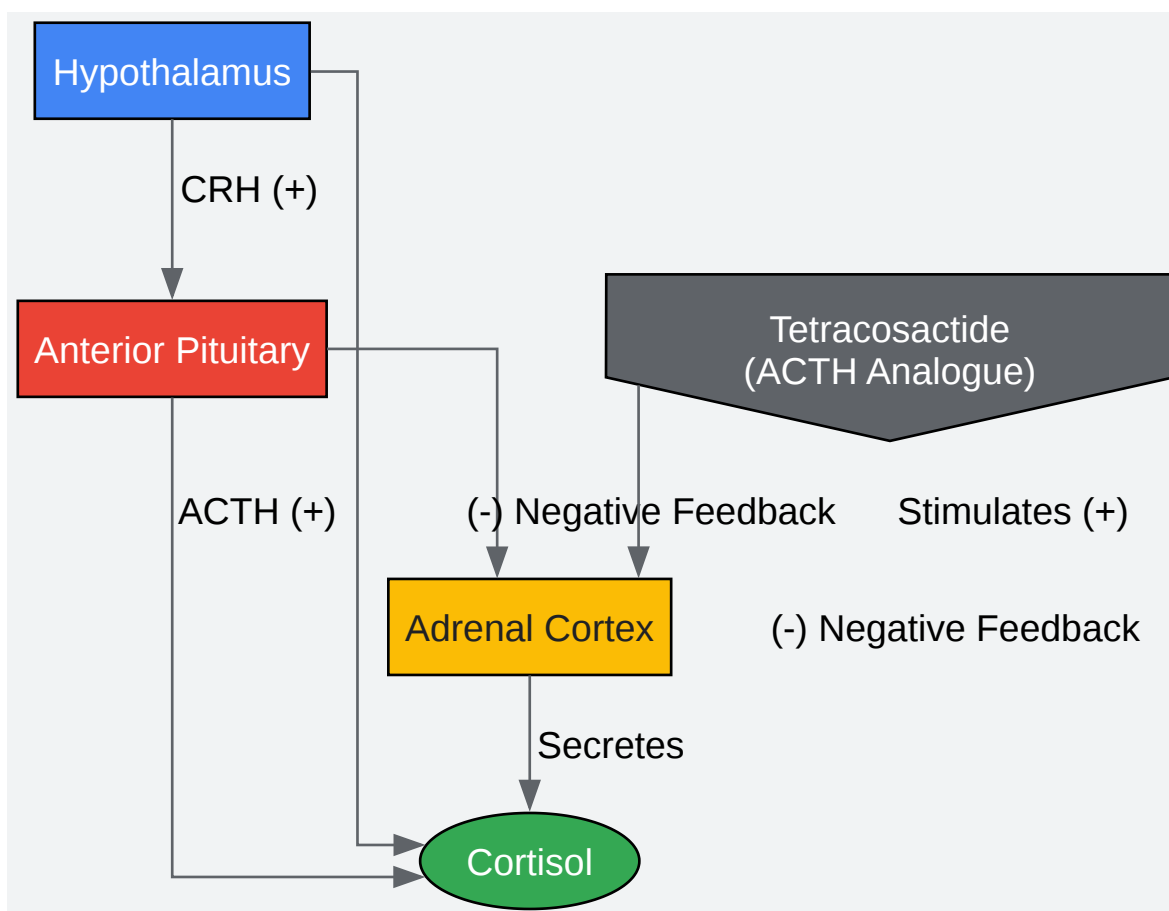 Hypothalamus
CRH (+)
Anterior Pituitary
Tetracosactide
(ACTH Analogue)
ACTH (+)
(-) Negative Feedback
Stimulates (+)
Adrenal Cortex
(-) Negative Feedback
Secretes
Cortisol